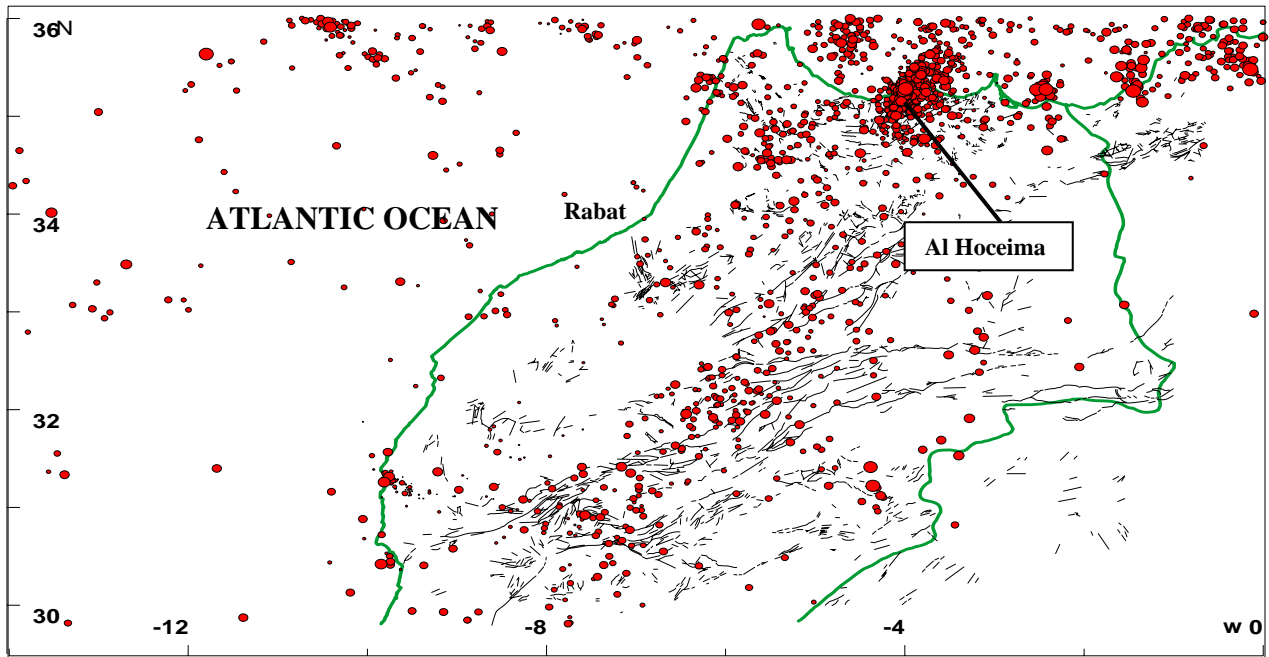 36N
ATLANTIC OCEAN
Rabat
34
Al Hoceima
32
30
-12
-8
-4
w 0